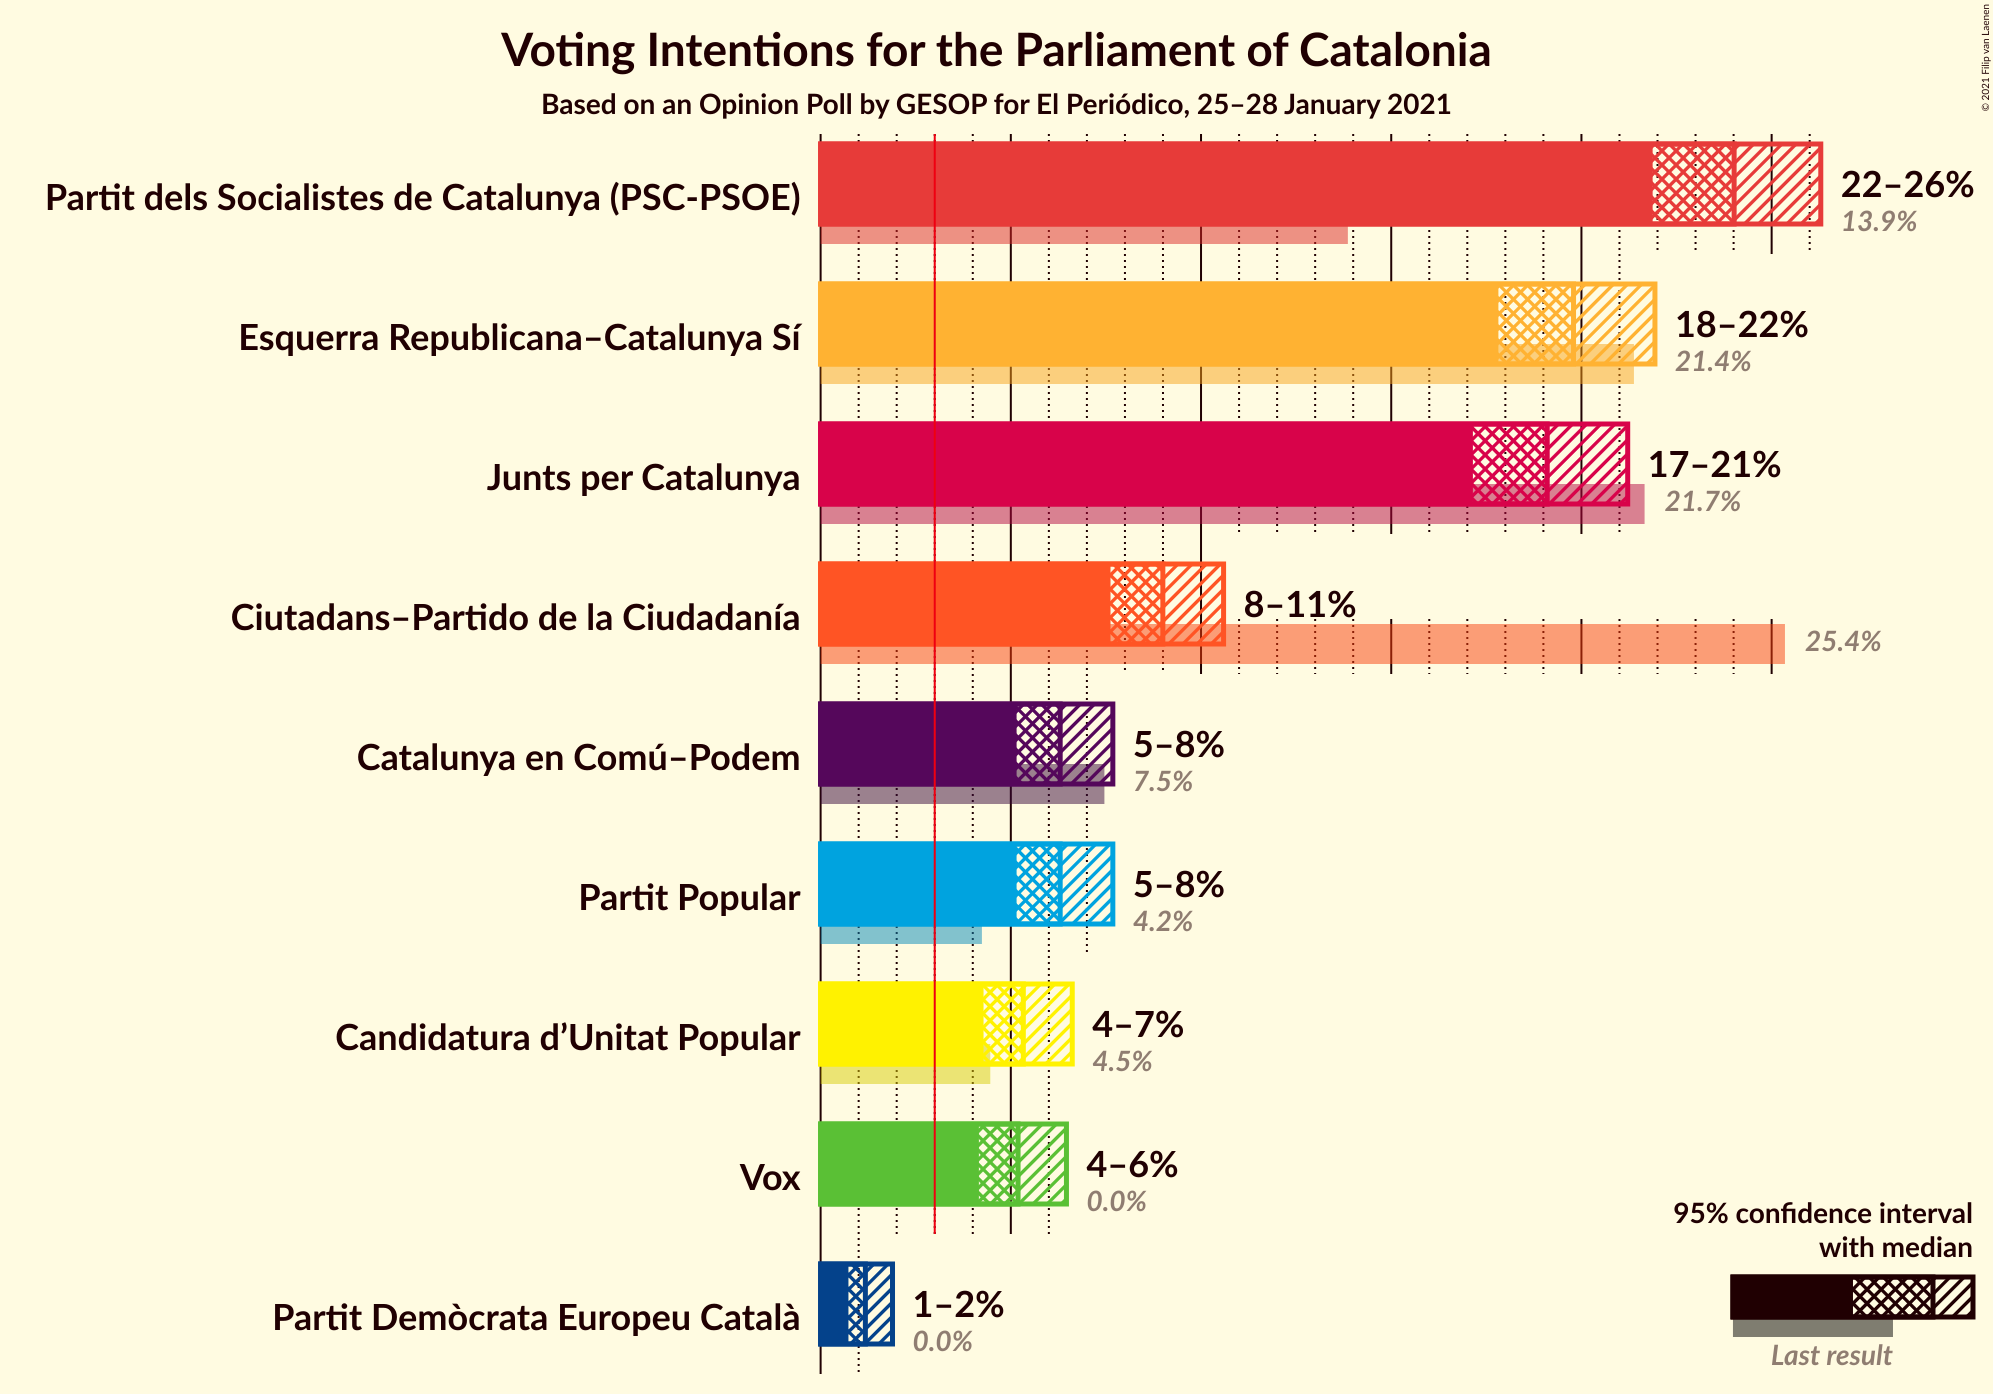 Voting Intentions for the Parliament of Catalonia
Based on an Opinion Poll by GESOP for El Periódico, 25–28 January 2021
© 2021 Filip van Laenen
Partit dels Socialistes de Catalunya (PSC-PSOE)
22–26%
13.9%
Esquerra Republicana–Catalunya Sí
18–22%
21.4%
Junts per Catalunya
17–21%
21.7%
Ciutadans–Partido de la Ciudadanía
8–11%
25.4%
Catalunya en Comú–Podem
5–8%
7.5%
Partit Popular
5–8%
4.2%
Candidatura d’Unitat Popular
4–7%
4.5%
Vox
4–6%
0.0%
Partit Demòcrata Europeu Català
1–2%
0.0%
95% confidence interval
with median
Last result